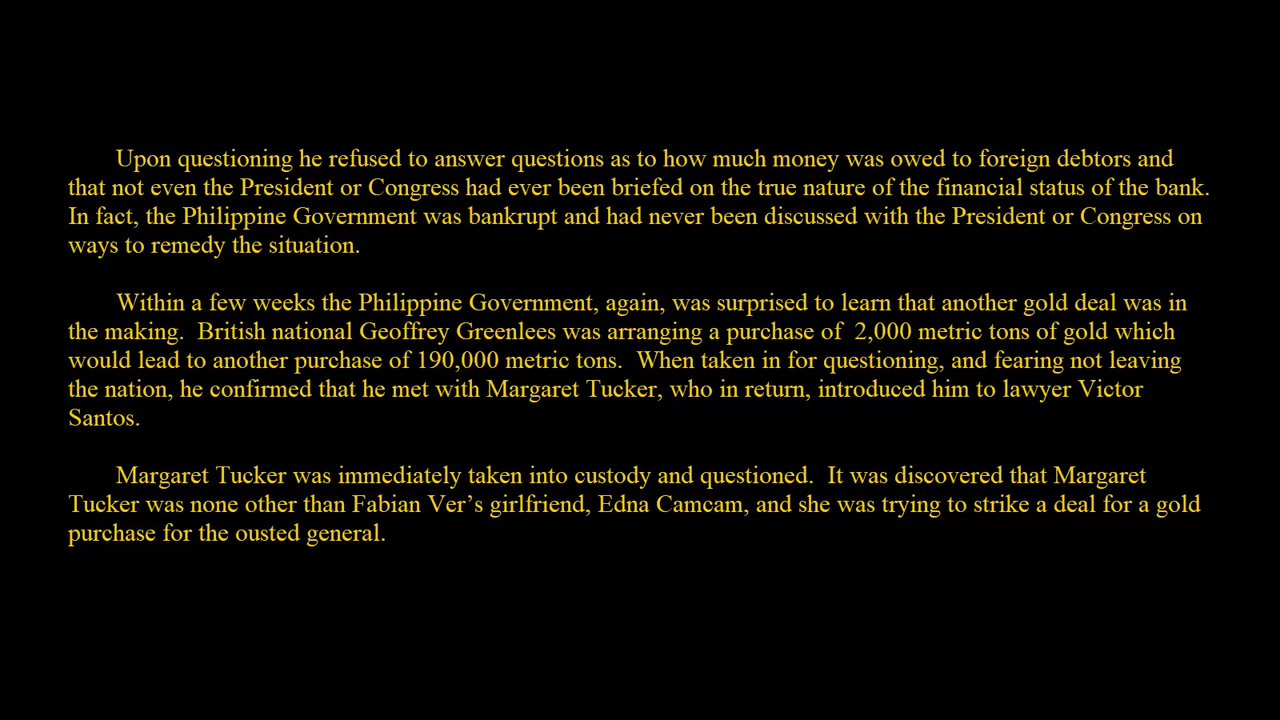 Upon questioning he refused to answer questions as to how much money was owed to foreign debtors and
that not even the President or Congress had ever been briefed on the true nature of the financial status of the bank.
In fact, the Philippine Government was bankrupt and had never been discussed with the President or Congress on
ways to remedy the situation.
Within a few weeks the Philippine Government, again, was surprised to learn that another gold deal was in
the making.  British national Geoffrey Greenlees was arranging a purchase of  2,000 metric tons of gold which
would lead to another purchase of 190,000 metric tons.  When taken in for questioning, and fearing not leaving
the nation, he confirmed that he met with Margaret Tucker, who in return, introduced him to lawyer Victor
Santos.
Margaret Tucker was immediately taken into custody and questioned.  It was discovered that Margaret
Tucker was none other than Fabian Ver’s girlfriend, Edna Camcam, and she was trying to strike a deal for a gold
purchase for the ousted general.